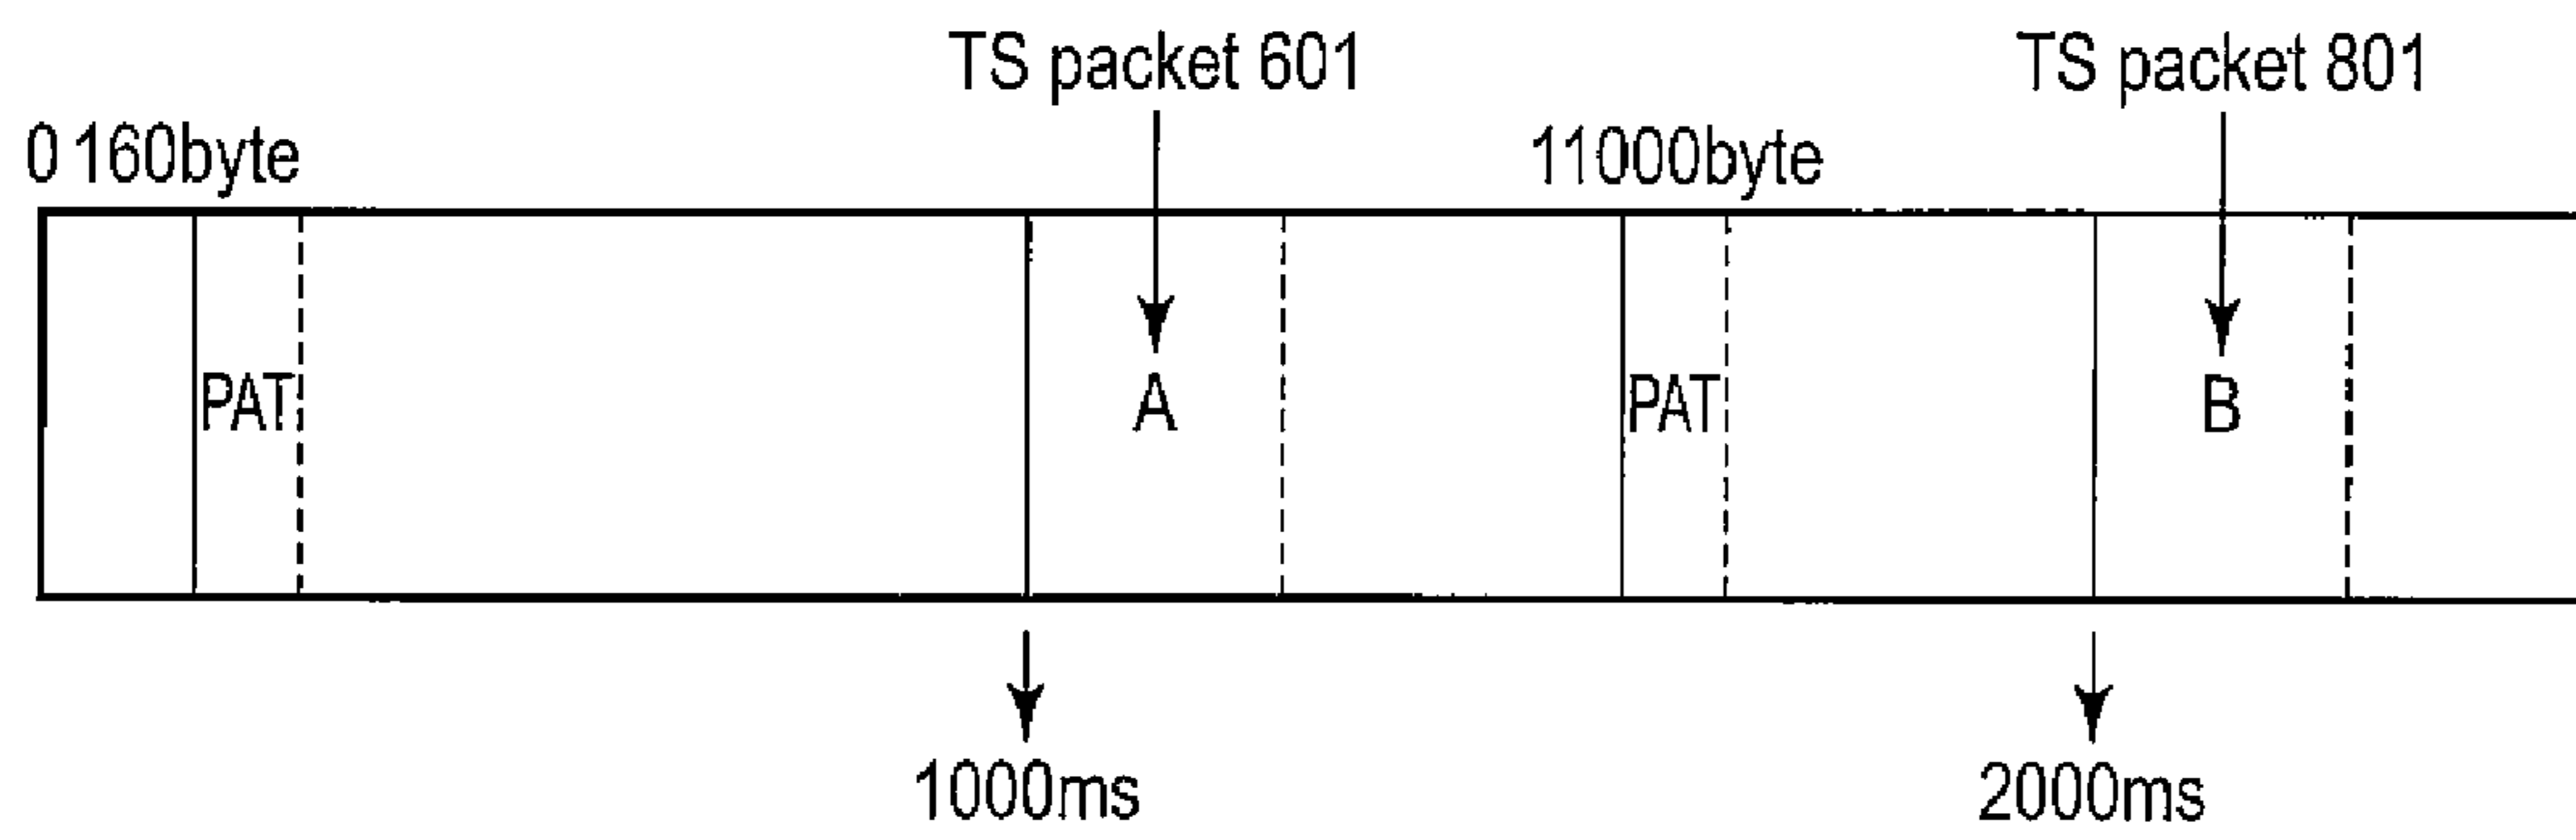 TS packet 601
TS packet 801
0 160byte
11000byte
PAT
A
PAT
B
1000ms
2000ms